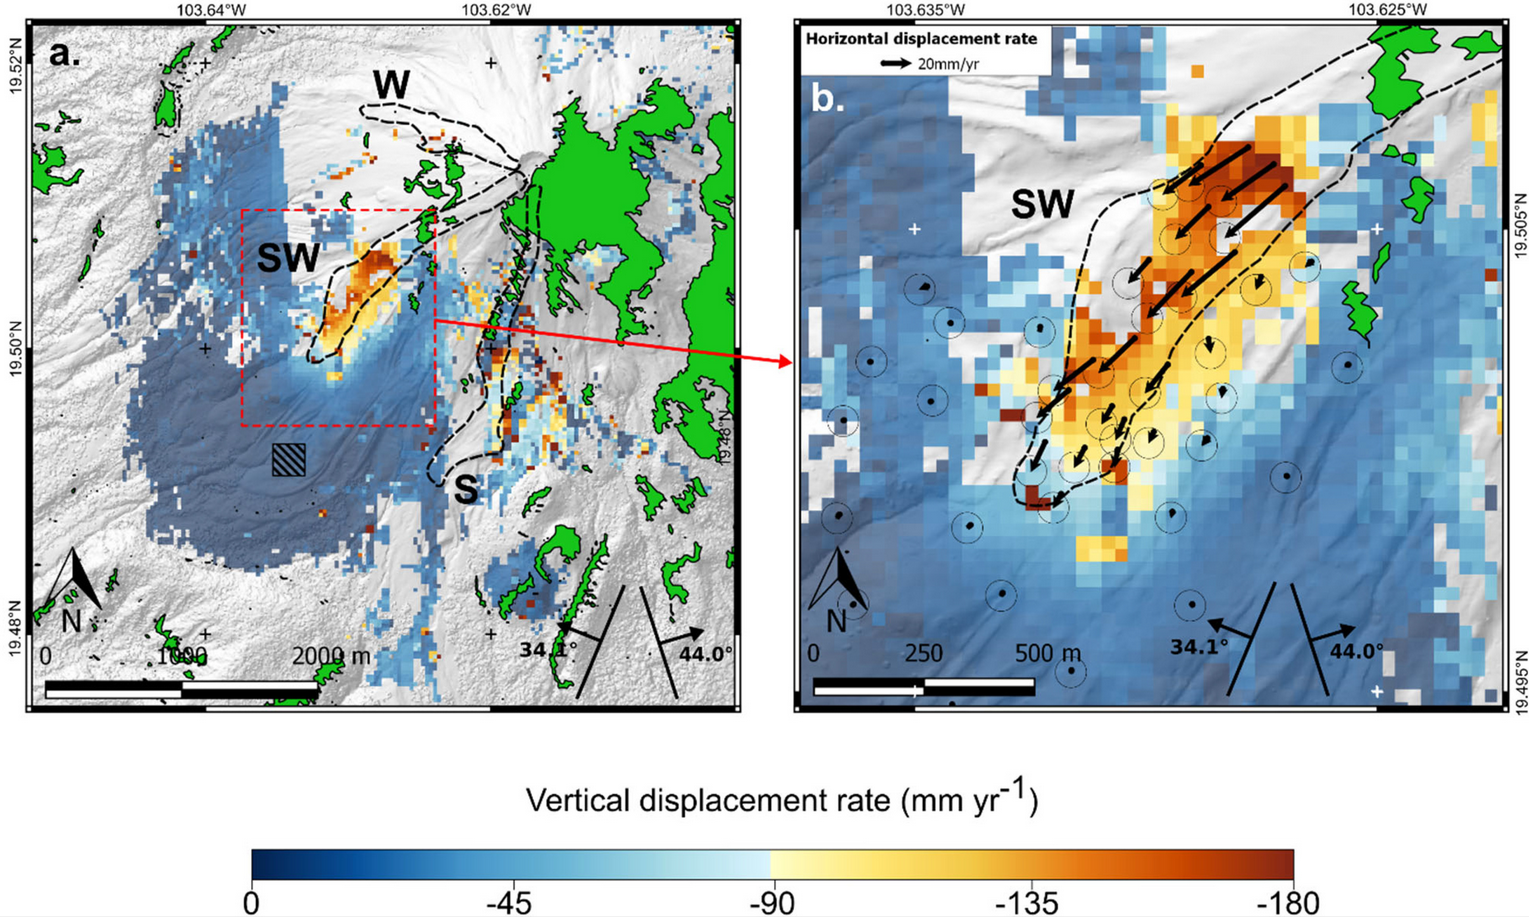 103.64°W
103.62°W
19.52°N
19.50°N
19.48°N
19.48°N
a.
W
SW
S
N
34.1°
44.0°
0
1000
2000 m
103.635°W
103.625°W
19.505°N
19.495°N
Horizontal displacement rate
20mm/yr
b.
SW
N
34.1°
44.0°
0
250
500 m
Vertical displacement rate (mm yr-1)
0
-45
-90
-135
-180